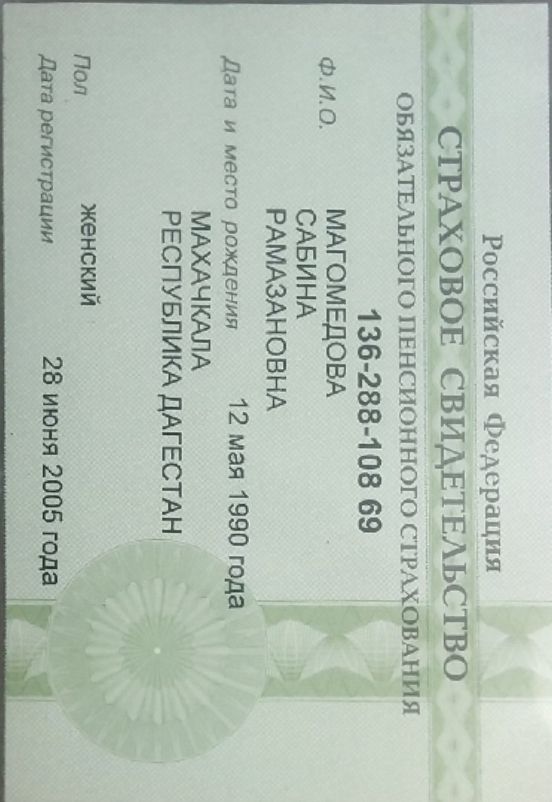 Российская Федерация
СТРАХОВОЕ СВИДЕТЕЛЬСТВО
ОБЯЗАТЕЛЬНОГО ПЕНСИОННОГО СТРАХОВАНИЯ
136-288-108 69
Ф.И.О.
МАГОМЕДОВА
САБИНА
РАМАЗАНОВНА
Дата и место рождения 12 мая 1990 года
МАХАЧКАЛА
РЕСПУБЛИКА ДАГЕСТАН
Пол женский
Дата регистрации 28 июня 2005 года